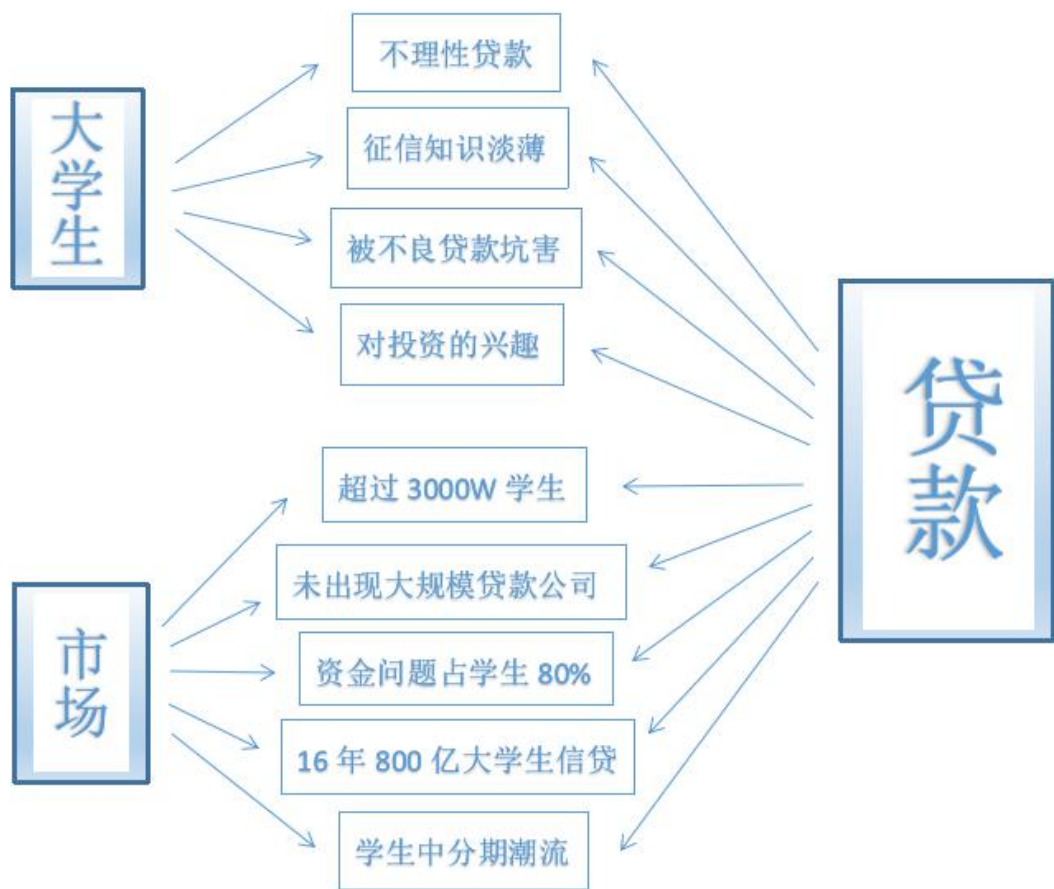 大学生
不理性贷款
征信知识淡薄
被不良贷款坑害
对投资的兴趣
贷款
市场
超过 3000W 学生
未出现大规模贷款公司
资金问题占学生 80%
16 年 800 亿大学生信贷
学生中分期潮流